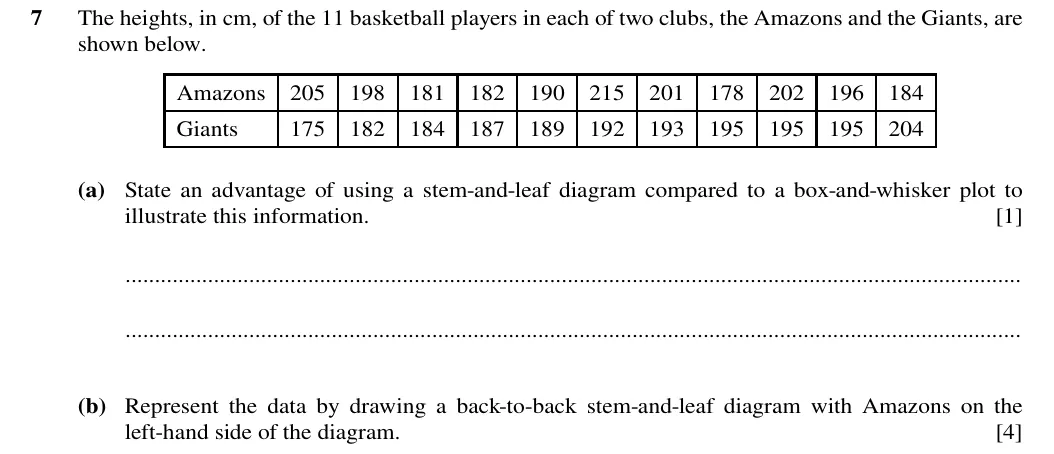 7 The heights, in cm, of the 11 basketball players in each of two clubs, the Amazons and the Giants, are
shown below.
Amazons 205 198 181 182 190 215 201 178 202 196 184
Giants 175 182 184 187 189 192 193 195 195 195 204
(a) State an advantage of using a stem-and-leaf diagram compared to a box-and-whisker plot to
illustrate this information. [1]
(b) Represent the data by drawing a back-to-back stem-and-leaf diagram with Amazons on the
left-hand side of the diagram. [4]